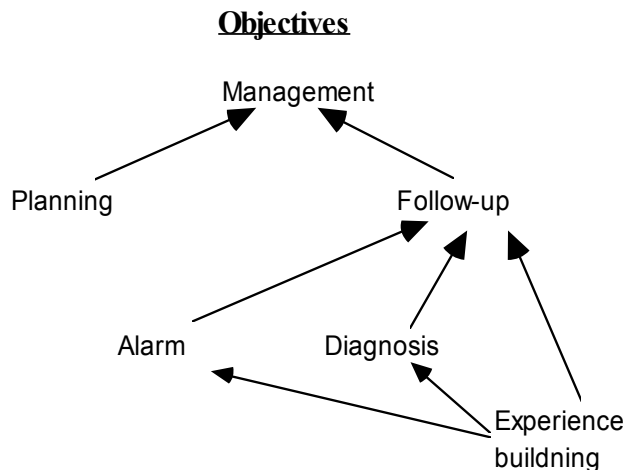 Objectives
Management
Planning
Follow-up
Alarm
Diagnosis
Experience
buildning